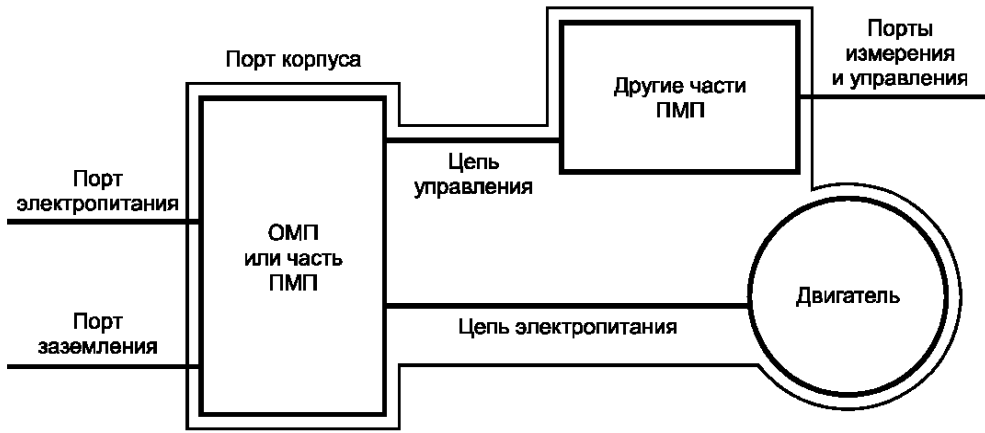 Порты
измерения
и управления
Порт корпуса
Другие части
ПМП
Цепь
управления
Порт
электропитания
ОМП
или часть
ПМП
Двигатель
Порт
заземления
Цепь электропитания